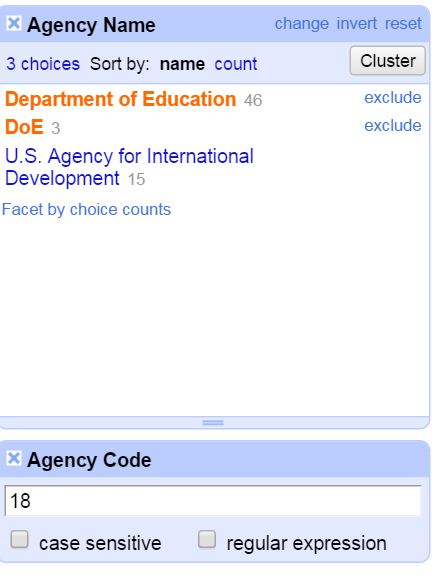 Agency Name change invert reset
3 choices Sort by: name count Cluster
Department of Education 46 exclude
DoE 3 exclude
U.S. Agency for International
Development 15
Facet by choice counts
Agency Code
18
case sensitive regular expression